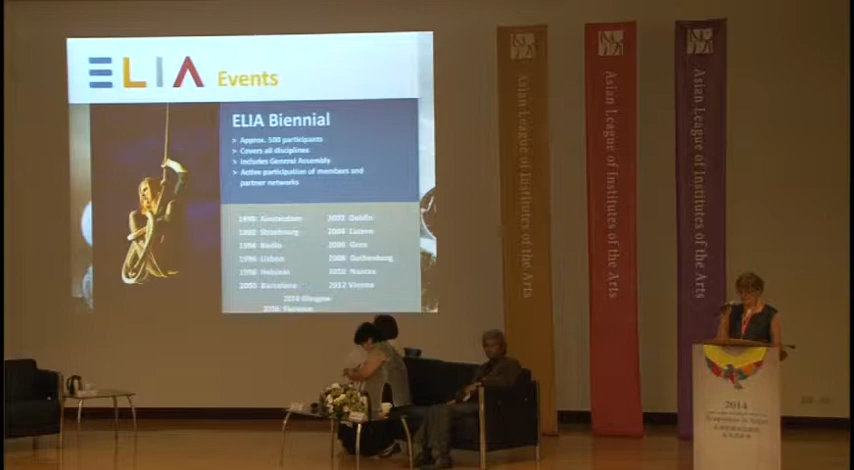 ELIA Events
ELIA Biennial
> Approx. 500 participants
> Covers all disciplines
> Includes General Assembly
> Active participation of members and
partner networks
1990 Amsterdam
1992 Strasbourg
1994 Berlin
1996 Lisbon
1998 Helsinki
2000 Barcelona
2002 Dublin
2004 Luzern
2006 Gent
2008 Gothenburg
2010 Nantes
2012 Vienna
2014 Glasgow
2016 Florence
Asian League of Institutes of the Arts
Asian League of Institutes of the Arts
Asian League of Institutes of the Arts
2014